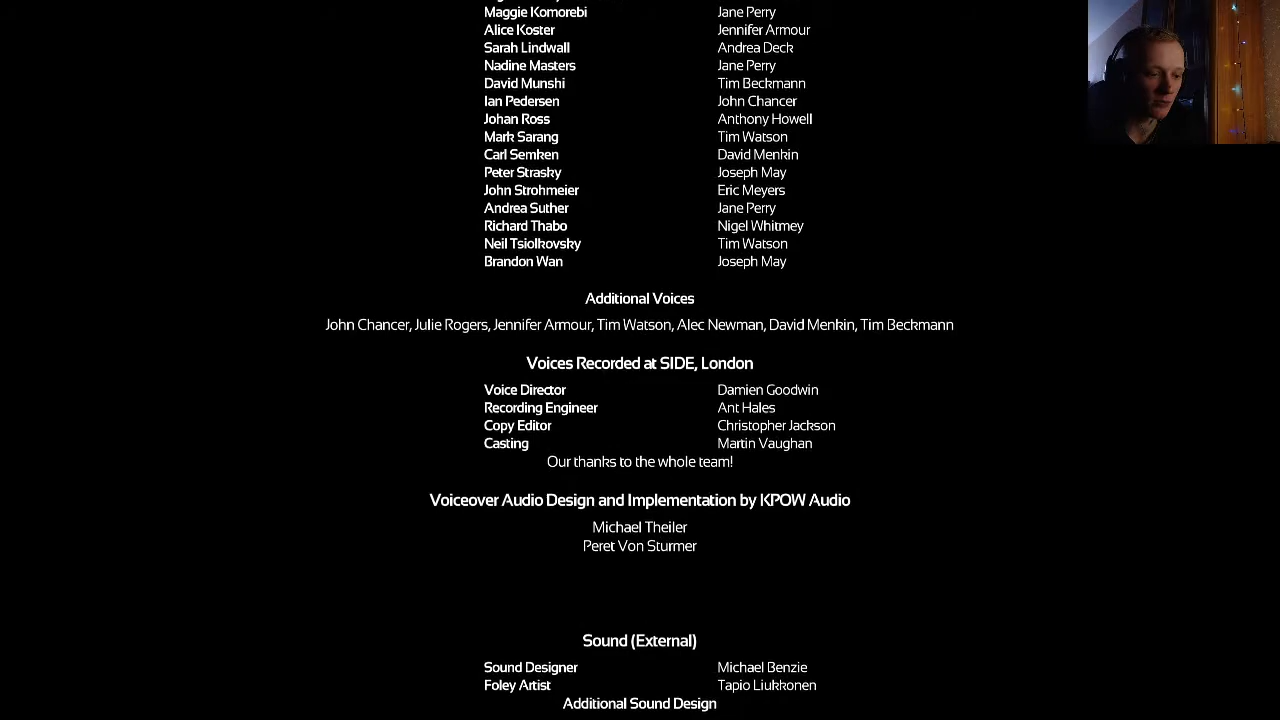 Maggie Komorebi Jane Perry
Alice Koster Jennifer Armour
Sarah Lindwall Andrea Deck
Nadine Masters Jane Perry
David Munshi Tim Beckmann
Ian Pedersen John Chancer
Johan Ross Anthony Howell
Mark Sarang Tim Watson
Carl Semken David Menkin
Peter Strasky Joseph May
John Strohmeier Eric Meyers
Andrea Suther Jane Perry
Richard Thabo Nigel Whitmey
Neil Tsiolkovsky Tim Watson
Brandon Wan Joseph May
Additional Voices
John Chancer, Julie Rogers, Jennifer Armour, Tim Watson, Alec Newman, David Menkin, Tim Beckmann
Voices Recorded at SIDE, London
Voice Director Damien Goodwin
Recording Engineer Ant Hales
Copy Editor Christopher Jackson
Casting Martin Vaughan
Our thanks to the whole team!
Voiceover Audio Design and Implementation by KPOW Audio
Michael Theiler
Peret Von Sturmer
Sound (External)
Sound Designer Michael Benzie
Foley Artist Tapio Liukkonen
Additional Sound Design